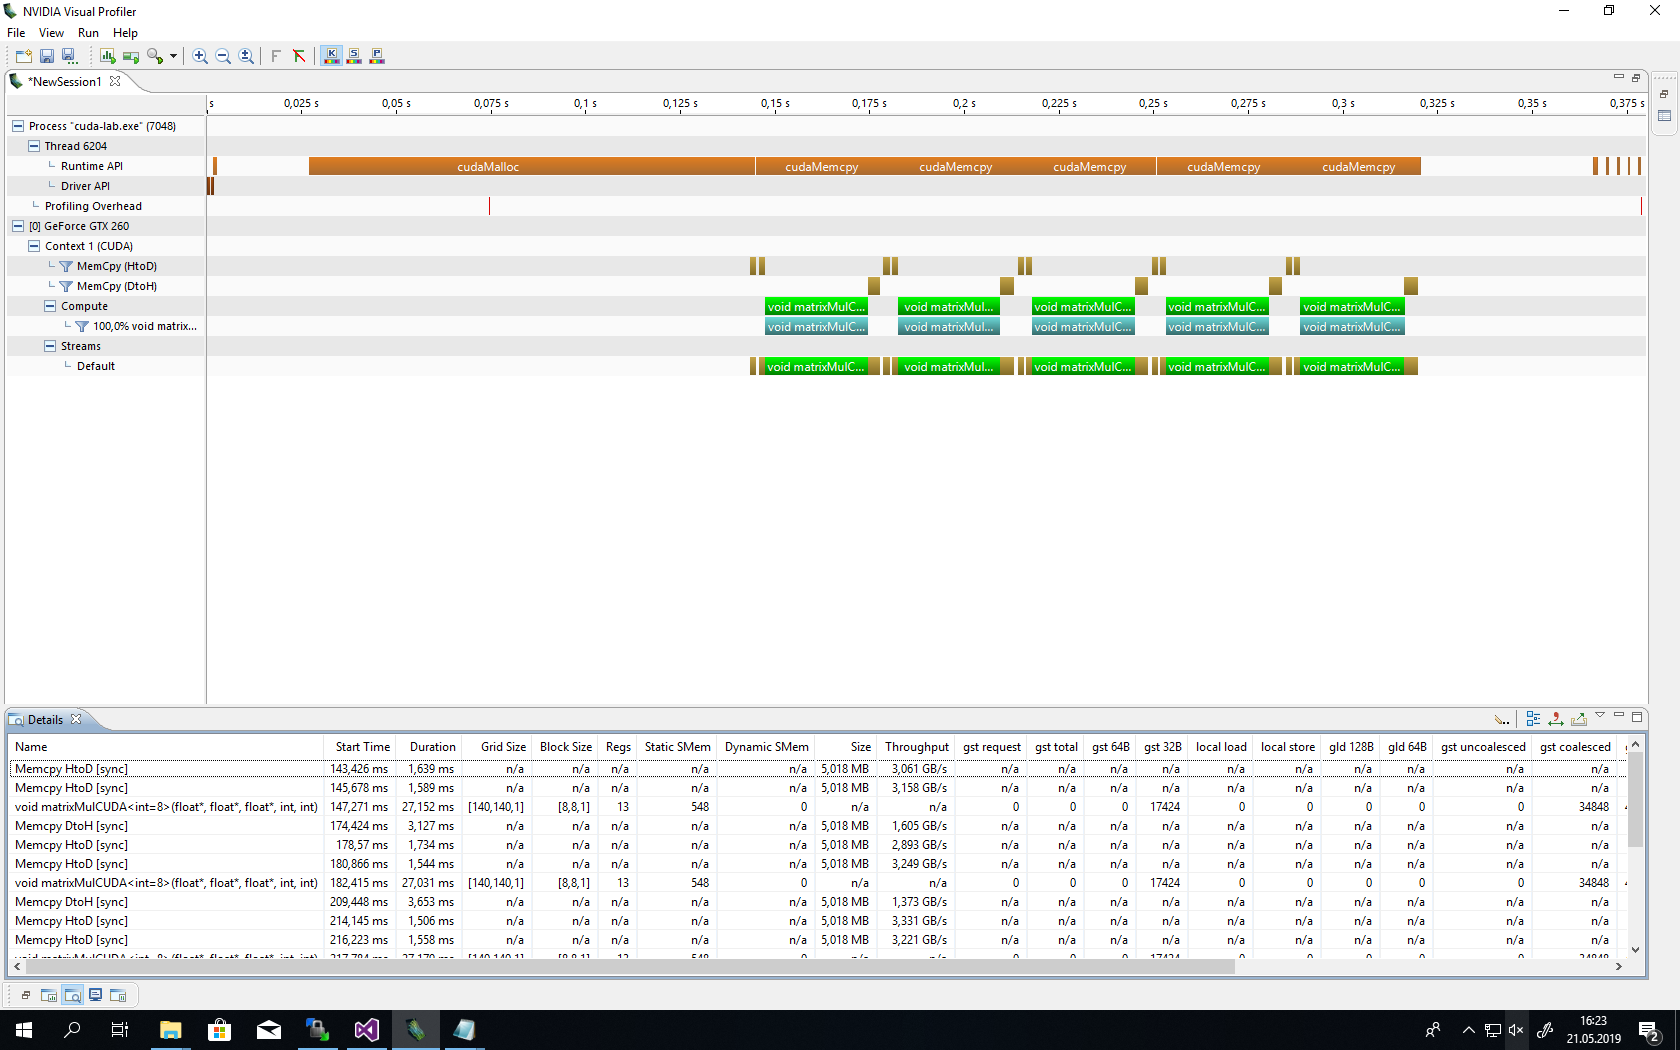 NVIDIA Visual Profiler
File View Run Help
*NewSession1
s 0,025 s 0,05 s 0,075 s 0,1 s 0,125 s 0,15 s 0,175 s 0,2 s 0,225 s 0,25 s 0,275 s 0,3 s 0,325 s 0,35 s 0,375 s
Process "cuda-lab.exe" (7048)
Thread 6204
Runtime API cudaMalloc cudaMemcpy cudaMemcpy cudaMemcpy cudaMemcpy cudaMemcpy
Driver API
Profiling Overhead
[0] GeForce GTX 260
Context 1 (CUDA)
MemCpy (HtoD)
MemCpy (DtoH)
Compute void matrixMulC... void matrixMul... void matrixMulC... void matrixMulC... void matrixMulC...
100,0% void matrix... void matrixMulC... void matrixMul... void matrixMulC... void matrixMulC... void matrixMulC...
Streams
Default void matrixMulC... void matrixMul... void matrixMulC... void matrixMulC... void matrixMulC...
Details
Name Start Time Duration Grid Size Block Size Regs Static SMem Dynamic SMem Size Throughput gst request gst total gst 64B gst 32B local load local store gld 128B gld 64B gst uncoalesced gst coalesced
Memcpy HtoD [sync] 143,426 ms 1,639 ms n/a n/a n/a n/a n/a 5,018 MB 3,061 GB/s n/a n/a n/a n/a n/a n/a n/a n/a n/a n/a
Memcpy HtoD [sync] 145,678 ms 1,589 ms n/a n/a n/a n/a n/a 5,018 MB 3,158 GB/s n/a n/a n/a n/a n/a n/a n/a n/a n/a n/a
void matrixMulCUDA<int=8>(float*, float*, float*, int, int) 147,271 ms 27,152 ms [140,140,1] [8,8,1] 13 548 0 n/a n/a 0 0 0 17424 0 0 0 0 0 34848
Memcpy DtoH [sync] 174,424 ms 3,127 ms n/a n/a n/a n/a n/a 5,018 MB 1,605 GB/s n/a n/a n/a n/a n/a n/a n/a n/a n/a n/a
Memcpy HtoD [sync] 178,57 ms 1,734 ms n/a n/a n/a n/a n/a 5,018 MB 2,893 GB/s n/a n/a n/a n/a n/a n/a n/a n/a n/a n/a
Memcpy HtoD [sync] 180,866 ms 1,544 ms n/a n/a n/a n/a n/a 5,018 MB 3,249 GB/s n/a n/a n/a n/a n/a n/a n/a n/a n/a n/a
void matrixMulCUDA<int=8>(float*, float*, float*, int, int) 182,415 ms 27,031 ms [140,140,1] [8,8,1] 13 548 0 n/a n/a 0 0 0 17424 0 0 0 0 0 34848
Memcpy DtoH [sync] 209,448 ms 3,653 ms n/a n/a n/a n/a n/a 5,018 MB 1,373 GB/s n/a n/a n/a n/a n/a n/a n/a n/a n/a n/a
Memcpy HtoD [sync] 214,145 ms 1,506 ms n/a n/a n/a n/a n/a 5,018 MB 3,331 GB/s n/a n/a n/a n/a n/a n/a n/a n/a n/a n/a
Memcpy HtoD [sync] 216,223 ms 1,558 ms n/a n/a n/a n/a n/a 5,018 MB 3,221 GB/s n/a n/a n/a n/a n/a n/a n/a n/a n/a n/a
16:23
21.05.2019
2